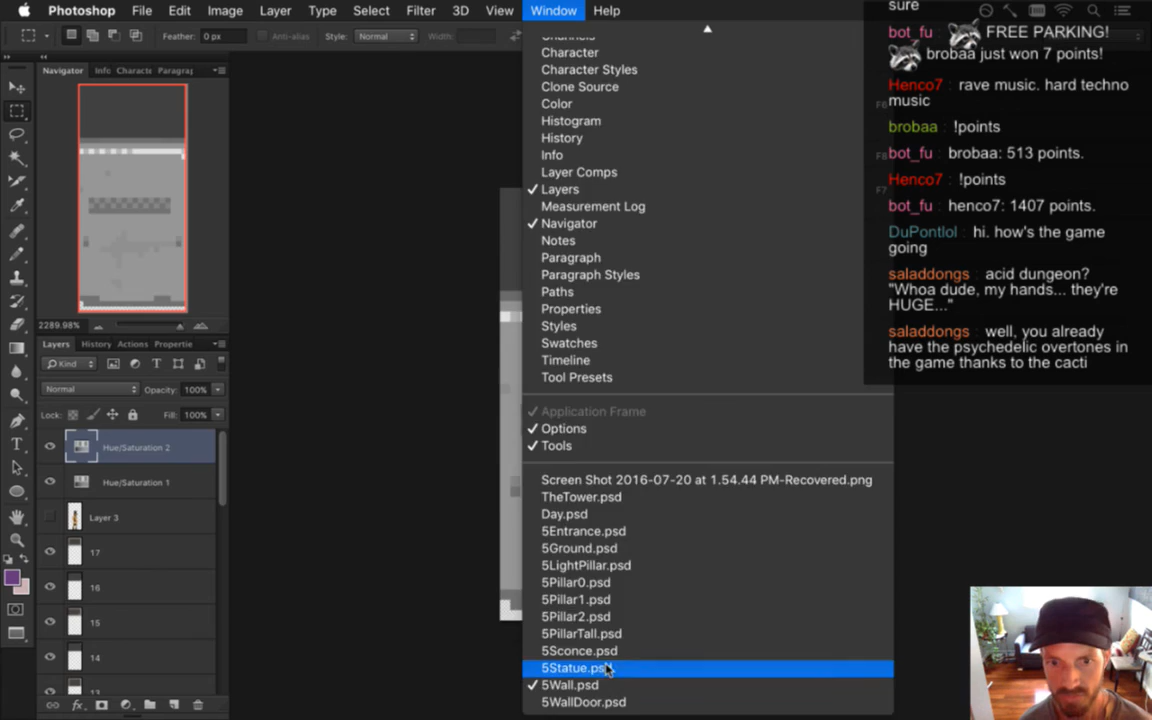 Photoshop File Edit Image Layer Type Select Filter 3D View Window Help
Feather: 0 px Anti-alias Style: Normal Width:
Navigator Info Characte Paragraj
2289.98%
Layers History Actions Propertie
Kind
Normal Opacity: 100%
Lock: Fill: 100%
Hue/Saturation 2
Hue/Saturation 1
Layer 3
17
16
15
14
13
Channels
Character
Character Styles
Clone Source
Color
Histogram
History
Info
Layer Comps
Layers
Measurement Log
Navigator
Notes
Paragraph
Paragraph Styles
Paths
Properties
Styles
Swatches
Timeline
Tool Presets
Application Frame
Options
Tools
Screen Shot 2016-07-20 at 1.54.44 PM-Recovered.png
TheTower.psd
Day.psd
5Entrance.psd
5Ground.psd
5LightPillar.psd
5Pillar0.psd
5Pillar1.psd
5Pillar2.psd
5PillarTall.psd
5Sconce.psd
5Statue.psd
5Wall.psd
5WallDoor.psd
F6
F8
F7
sure
bot_fu : FREE PARKING!
brobaa just won 7 points!
Henco7 : rave music. hard techno
music
brobaa : !points
bot_fu : brobaa: 513 points.
Henco7 : !points
bot_fu : henco7: 1407 points.
DuPontlol : hi. how's the game
going
saladdongs : acid dungeon?
"Whoa dude, my hands... they're
HUGE..."
saladdongs : well, you already
have the psychedelic overtones in
the game thanks to the cacti